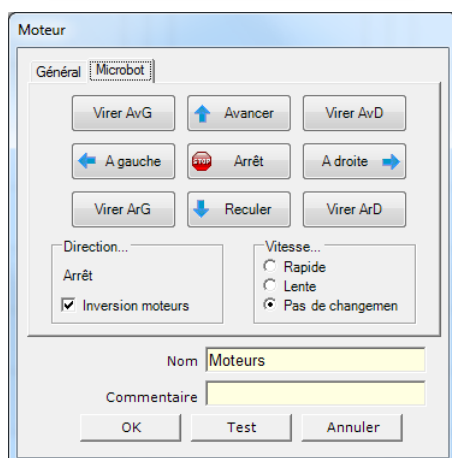 Moteur
Général Microbot
Virer AvG Avancer Virer AvD
A gauche STOP Arrêt A droite
Virer ArG Reculer Virer ArD
Direction... Vitesse...
Arrêt Rapide
Lente
Inversion moteurs Pas de changemen
Nom Moteurs
Commentaire
OK Test Annuler